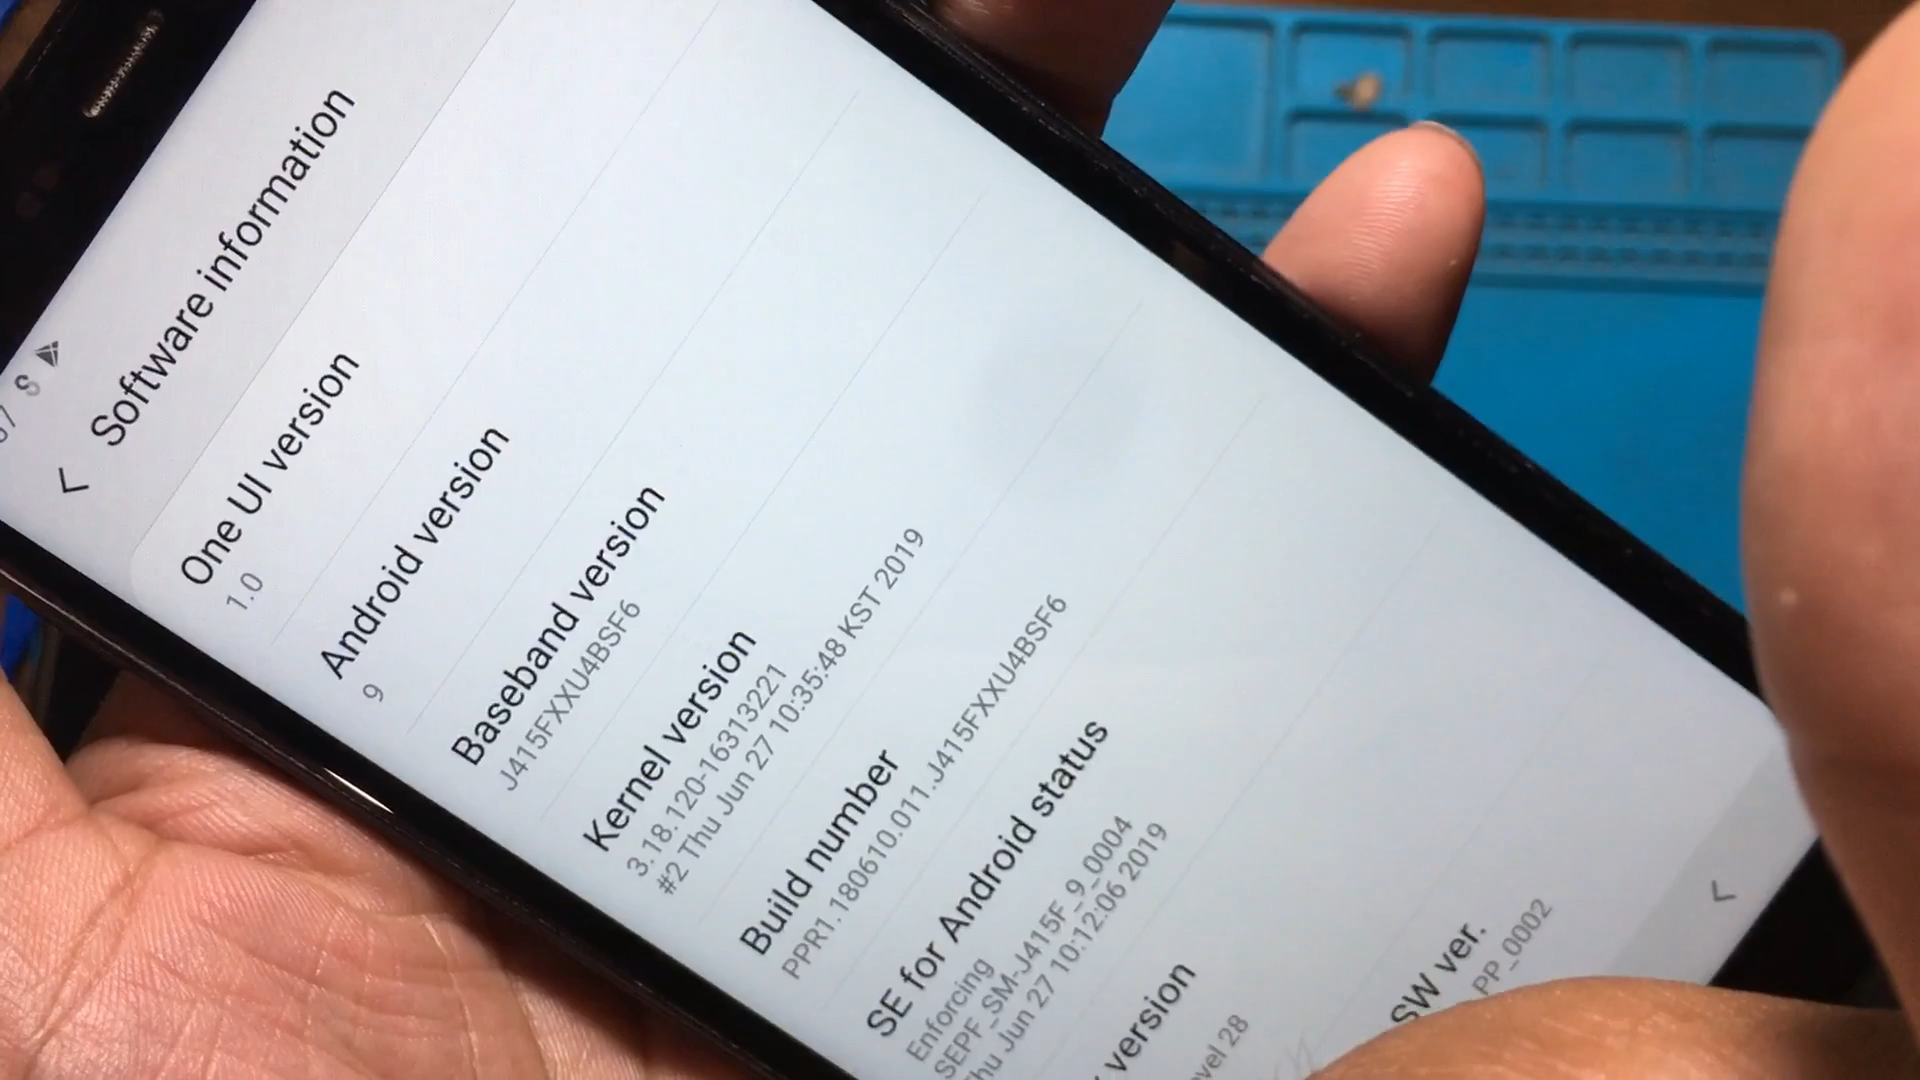 Software information
One UI version
1.0
Android version
9
Baseband version
J415FXXU4BSF6
Kernel version
3.18.120-16313221
#2 Thu Jun 27 10:35:48 KST 2019
Build number
PPR1.180610.011.J415FXXU4BSF6
SE for Android status
Enforcing
SEPF_SM-J415F_9_0004
Thu Jun 27 10:12:06 2019
version
28
SW ver.
PP_0002